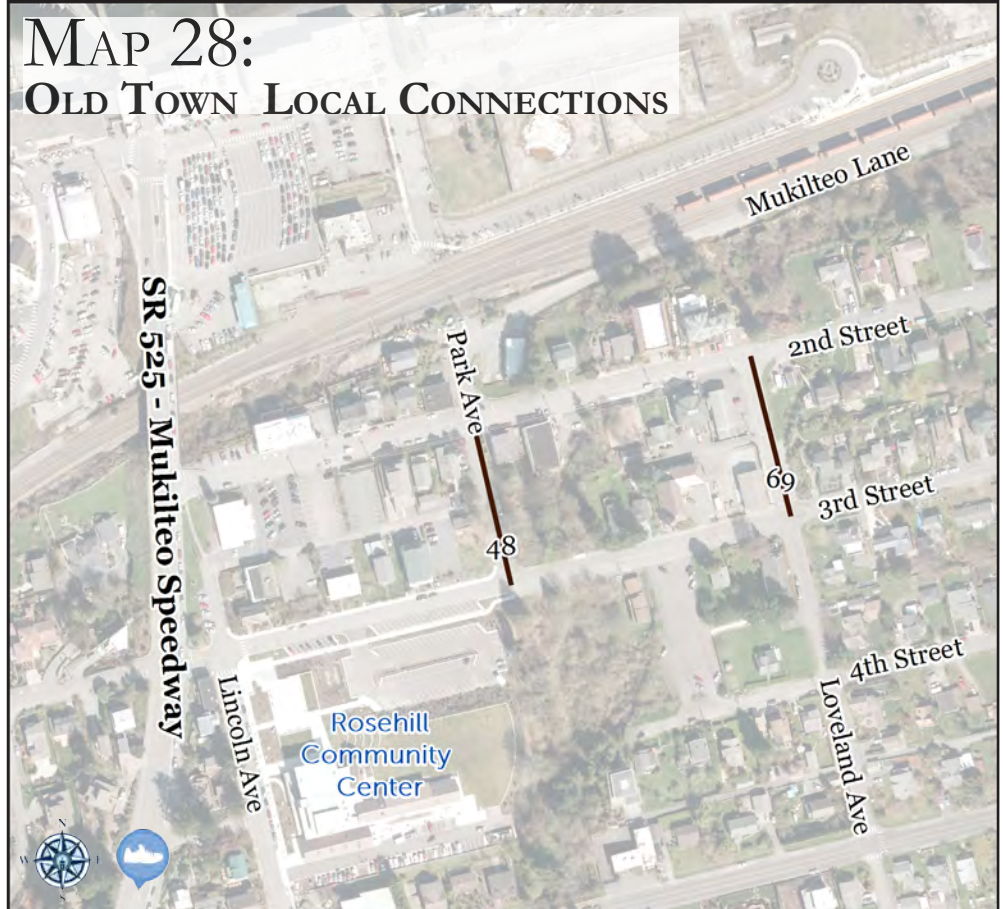 MAP 28:
OLD TOWN LOCAL CONNECTIONS
Mukilteo Lane
SR 525 - Mukilteo Speedway
Park Ave
2nd Street
69
3rd Street
48
4th Street
Lincoln Ave
Loveland Ave
Rosehill
Community
Center
N
W
E
S